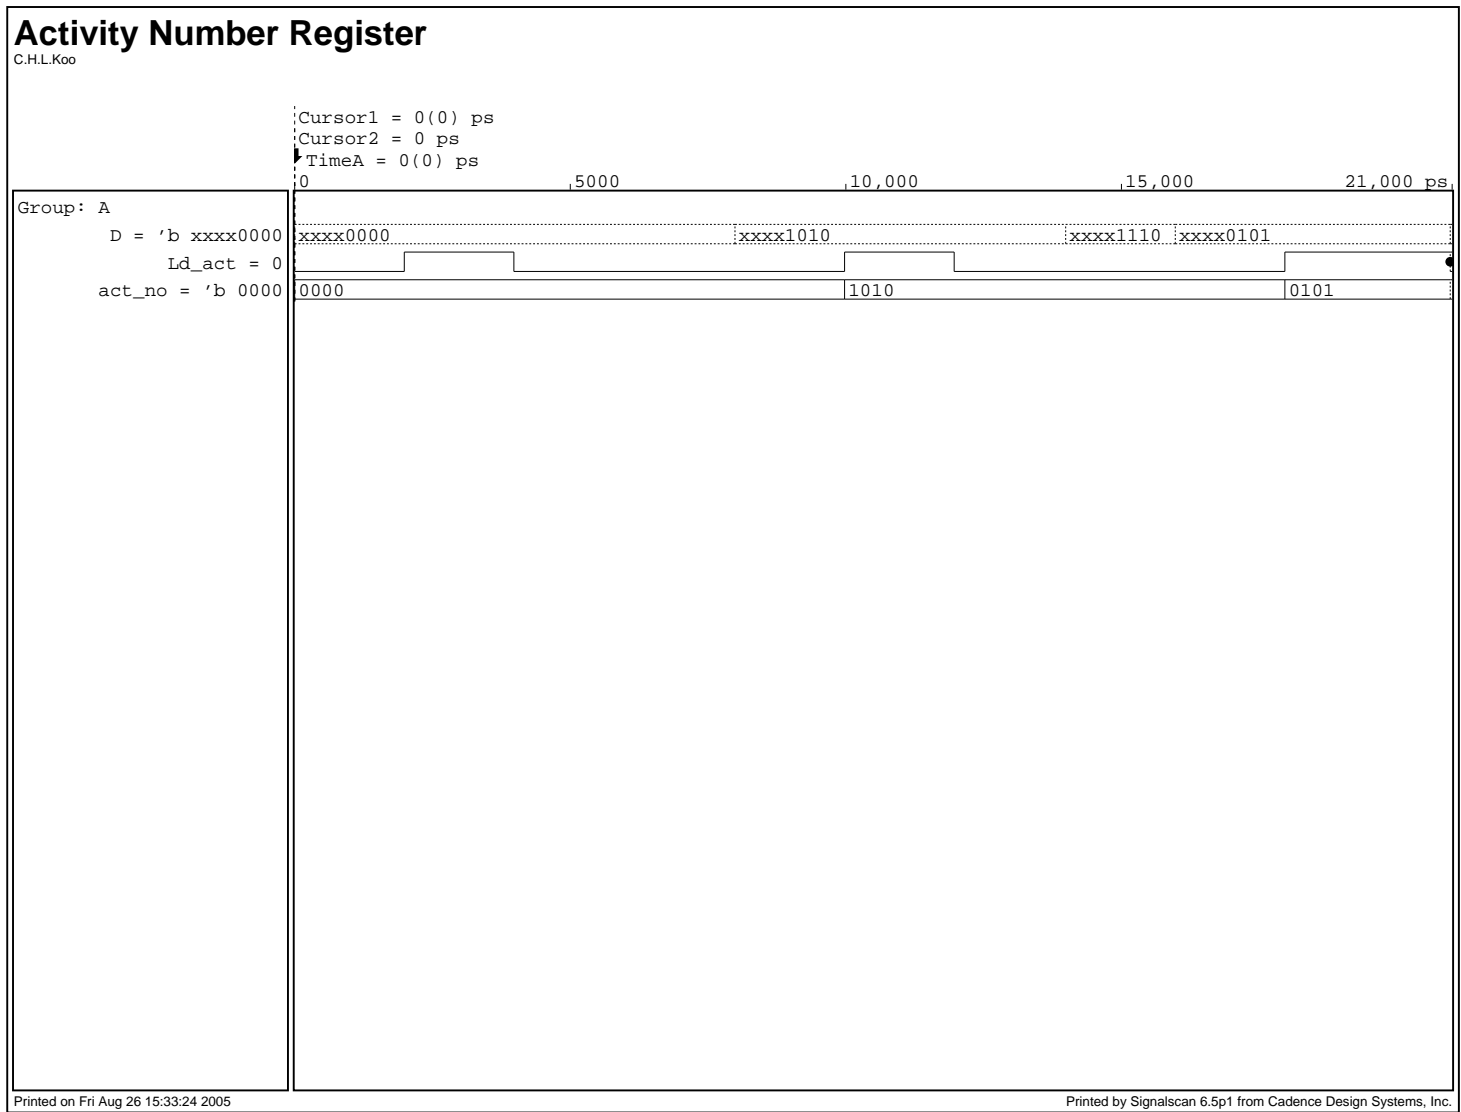 Activity Number Register
C.H.L.Koo
Cursor1 = 0(0) ps
Cursor2 = 0 ps
TimeA = 0(0) ps
0 5000 10,000 15,000 21,000 ps
Group: A
D = 'b xxxx0000 xxxx0000 xxxx1010 xxxx1110 xxxx0101
Ld_act = 0
act_no = 'b 0000 0000 1010 0101
Printed on Fri Aug 26 15:33:24 2005 Printed by Signalscan 6.5p1 from Cadence Design Systems, Inc.